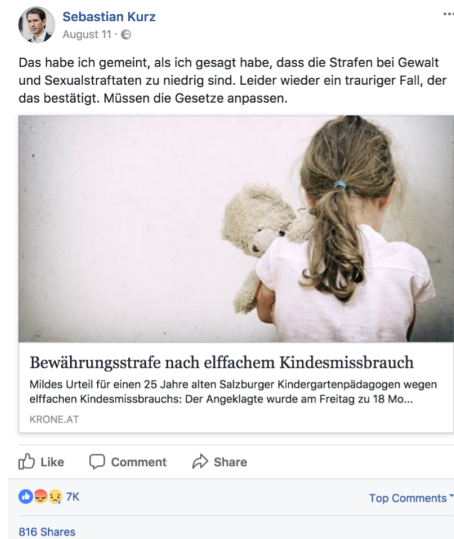 Sebastian Kurz
August 11 ·
Das habe ich gemeint, als ich gesagt habe, dass die Strafen bei Gewalt
und Sexualstraftaten zu niedrig sind. Leider wieder ein trauriger Fall, der
das bestätigt. Müssen die Gesetze anpassen.
Bewährungsstrafe nach elffachem Kindesmissbrauch
Mildes Urteil für einen 25 Jahre alten Salzburger Kindergartenpädagogen wegen
elffachen Kindesmissbrauchs: Der Angeklagte wurde am Freitag zu 18 Mo...
KRONE.AT
Like Comment Share
7K Top Comments
816 Shares